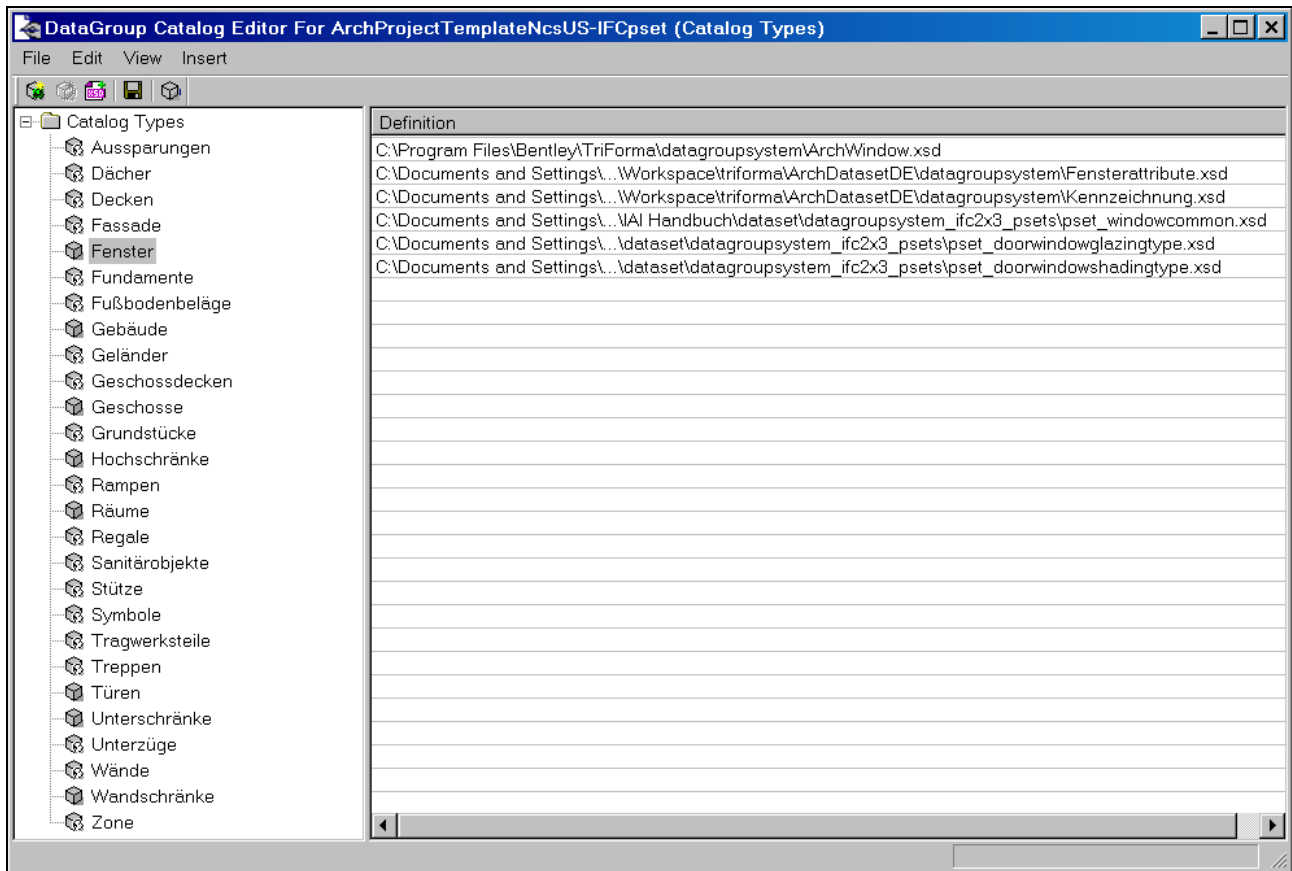 DataGroup Catalog Editor For ArchProjectTemplateNcsUS-IFCpset (Catalog Types)
File Edit View Insert
Catalog Types
Aussparungen
Dächer
Decken
Fassade
Fenster
Fundamente
Fußbodenbeläge
Gebäude
Geländer
Geschossdecken
Geschosse
Grundstücke
Hochschränke
Rampen
Räume
Regale
Sanitärobjekte
Stütze
Symbole
Tragwerksteile
Treppen
Türen
Unterschränke
Unterzüge
Wände
Wandschränke
Zone
Definition
C:\Program Files\Bentley\TriForma\datagroupsystem\ArchWindow.xsd
C:\Documents and Settings\...\Workspace\triforma\ArchDatasetDE\datagroupsystem\Fensterattribute.xsd
C:\Documents and Settings\...\Workspace\triforma\ArchDatasetDE\datagroupsystem\Kennzeichnung.xsd
C:\Documents and Settings\...\IAI Handbuch\dataset\datagroupsystem_ifc2x3_psets\pset_windowcommon.xsd
C:\Documents and Settings\...\dataset\datagroupsystem_ifc2x3_psets\pset_doorwindowglazingtype.xsd
C:\Documents and Settings\...\dataset\datagroupsystem_ifc2x3_psets\pset_doorwindowshadingtype.xsd